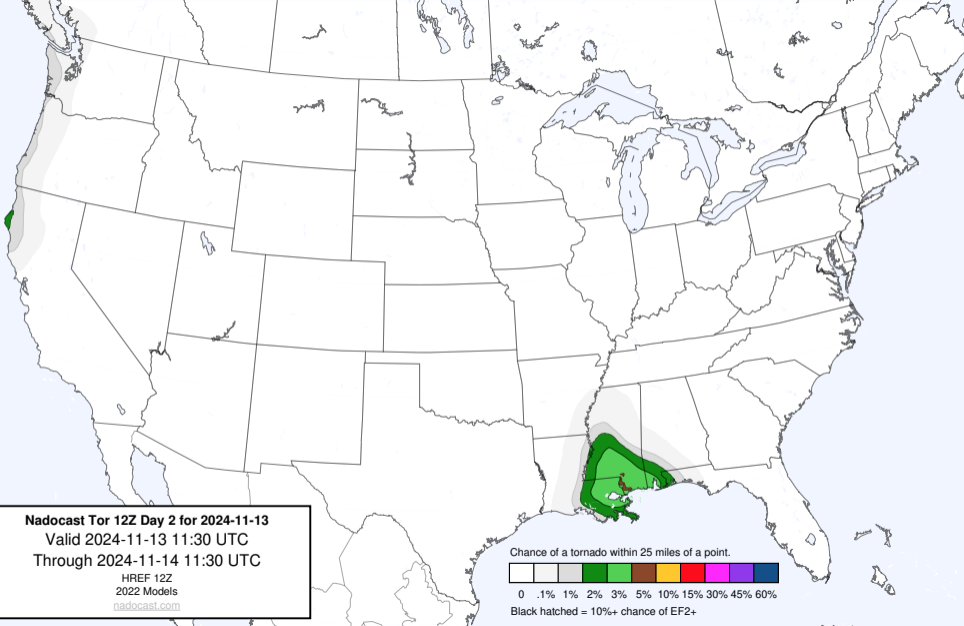 Nadocast Tor 12Z Day 2 for 2024-11-13
Valid 2024-11-13 11:30 UTC
Through 2024-11-14 11:30 UTC
HREF 12Z
2022 Models
nadocast.com
Chance of a tornado within 25 miles of a point.
0 .1% 1% 2% 3% 5% 10% 15% 30% 45% 60%
Black hatched = 10%+ chance of EF2+